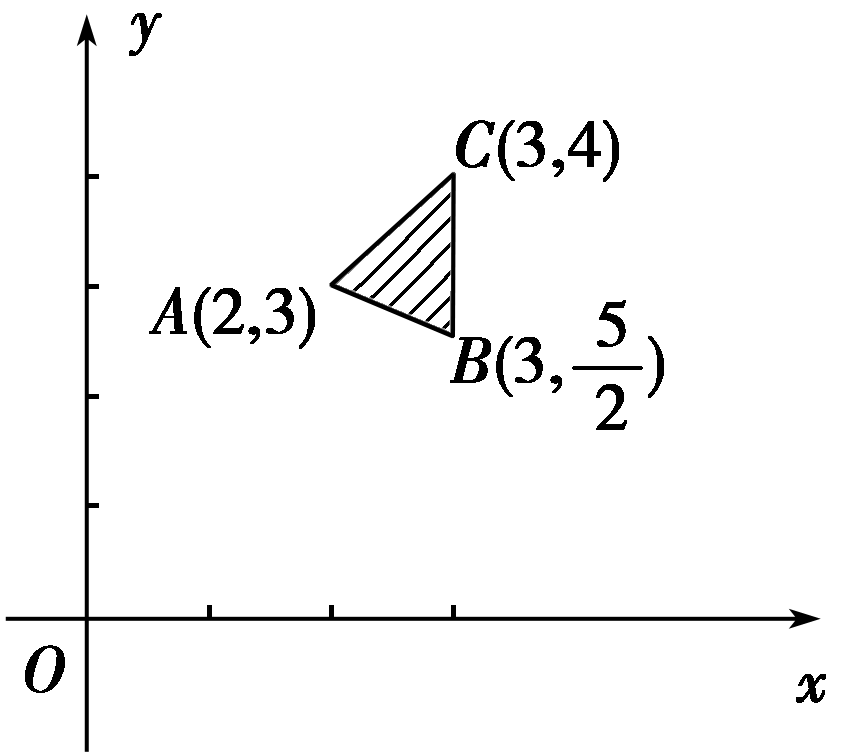 y
C(3,4)
A(2,3)
B(3,5/2)
O
x